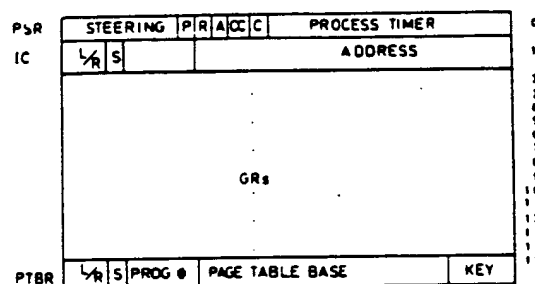 PSR STEERING P R A CC C PROCESS TIMER
IC L/R S ADDRESS
GRs
PTBR L/R S PROG # PAGE TABLE BASE KEY